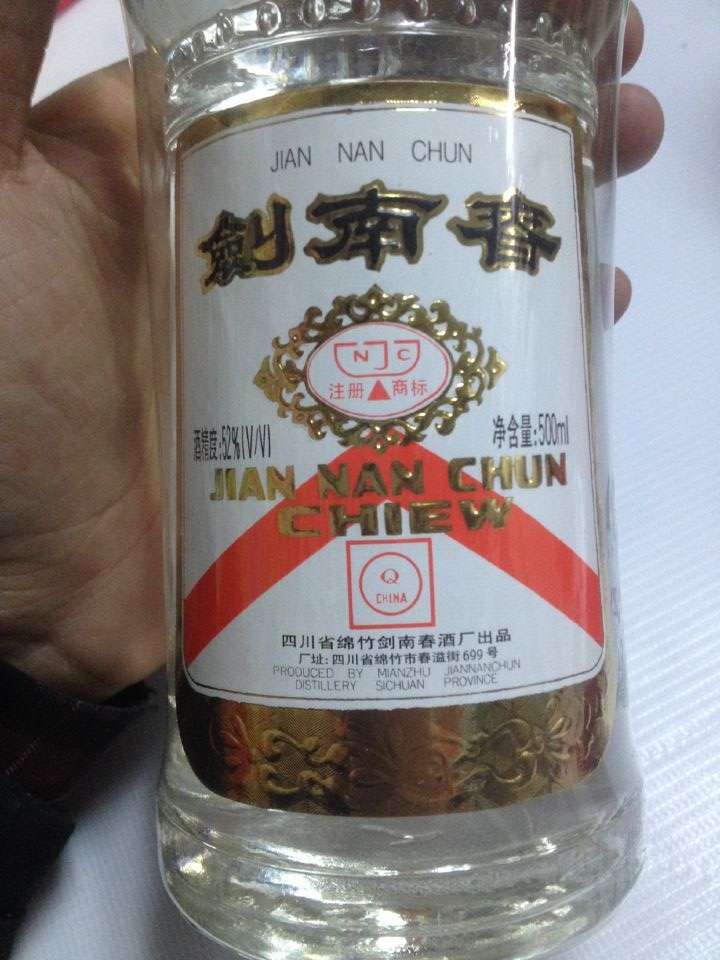 JIAN NAN CHUN
劍南春
NJC
注册 商标
酒精度:52%(V/V)
净含量:500ml
JIAN NAN CHUN
CHIEW
Q
CHINA
四川省绵竹剑南春酒厂出品
厂址:四川省绵竹市春溢街699号
PRODUCED BY MIANZHU JIANNANCHUN
DISTILLERY SICHUAN PROVINCE